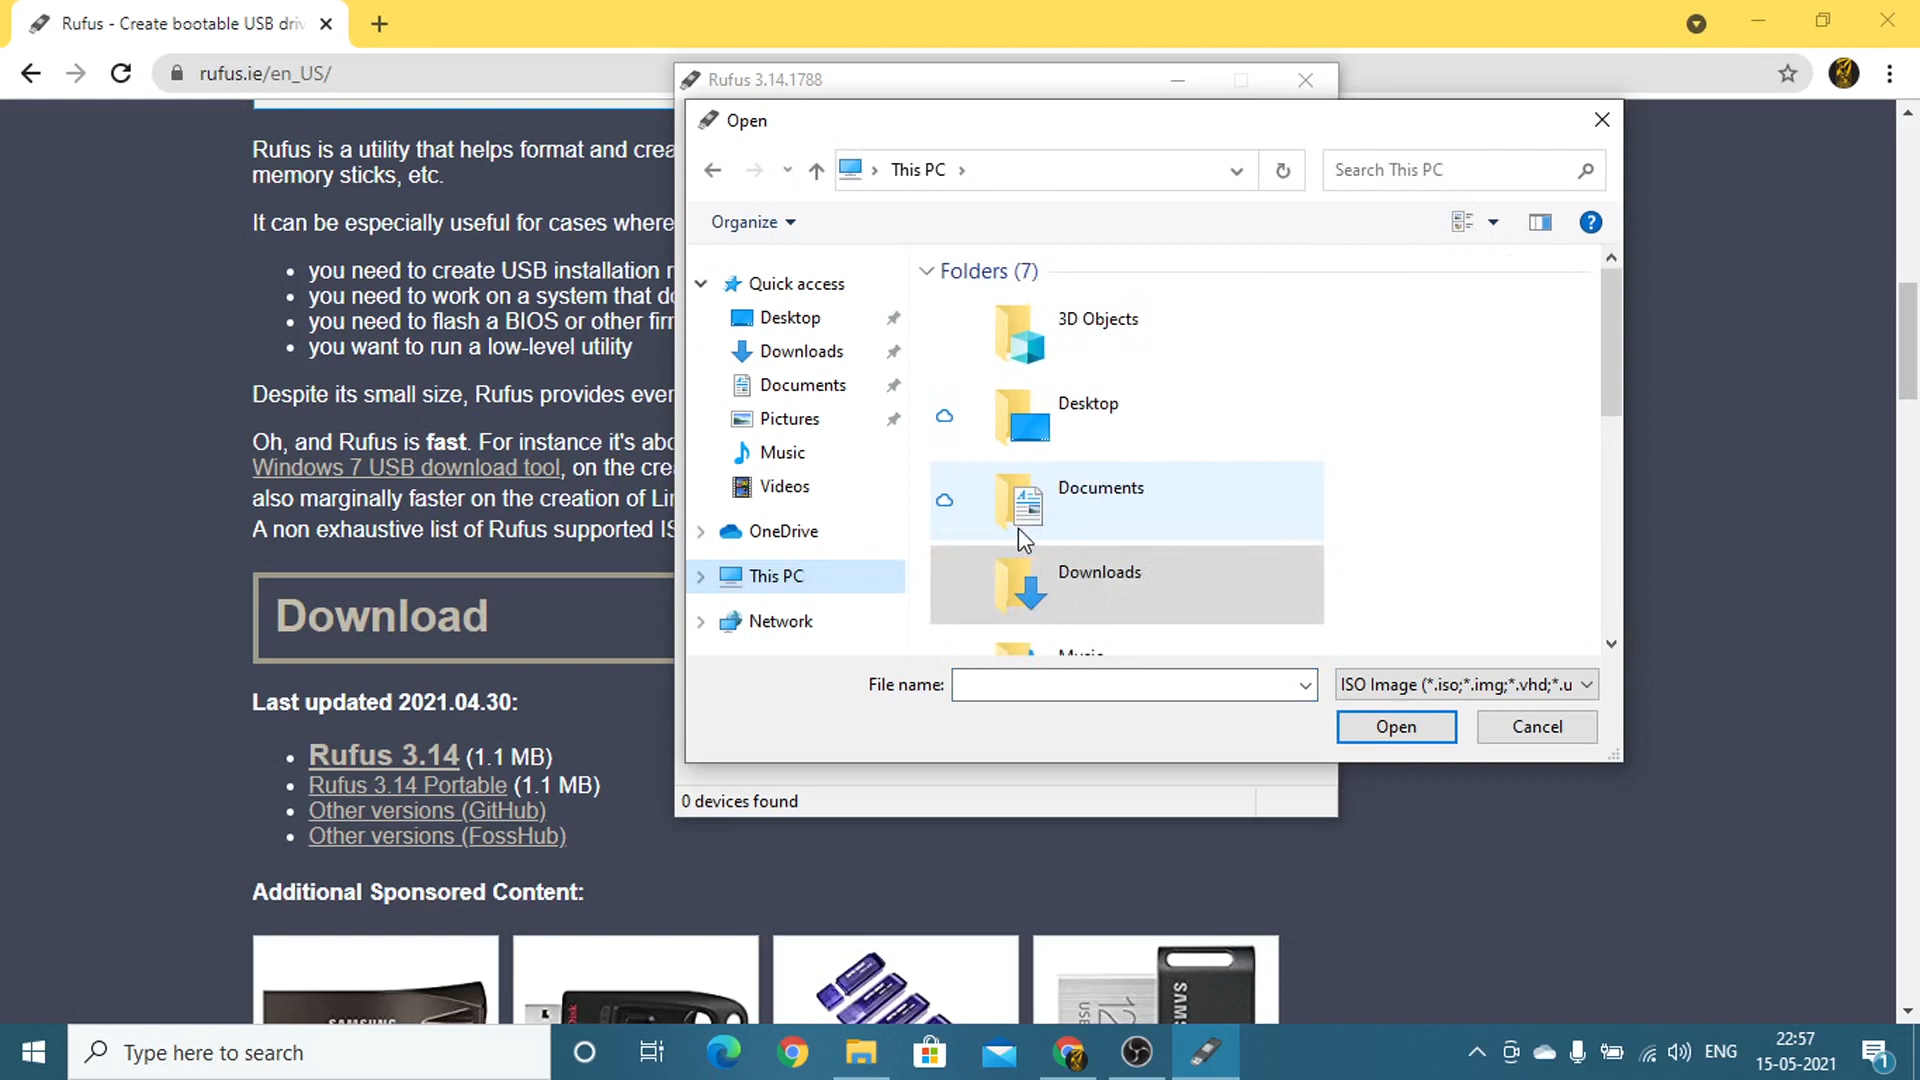 Rufus - Create bootable USB driv
rufus.ie/en_US/
Rufus 3.14.1788
Open
This PC
Search This PC
Organize
Quick access
Desktop
Downloads
Documents
Pictures
Music
Videos
OneDrive
This PC
Network
Folders (7)
3D Objects
Desktop
Documents
Downloads
Music
File name:
ISO Image (*.iso;*.img;*.vhd;*.u
Open
Cancel
0 devices found
Rufus is a utility that helps format and crea
memory sticks, etc.
It can be especially useful for cases where
you need to create USB installation
you need to work on a system that
you need to flash a BIOS or other
you want to run a low-level utility
Despite its small size, Rufus provides ever
Oh, and Rufus is fast. For instance it's abo
Windows 7 USB download tool, on the crea
also marginally faster on the creation of Lin
A non exhaustive list of Rufus supported IS
Download
Last updated 2021.04.30:
Rufus 3.14 (1.1 MB)
Rufus 3.14 Portable (1.1 MB)
Other versions (GitHub)
Other versions (FossHub)
Additional Sponsored Content:
SAMSUNG
Type here to search
ENG
22:57
15-05-2021
1